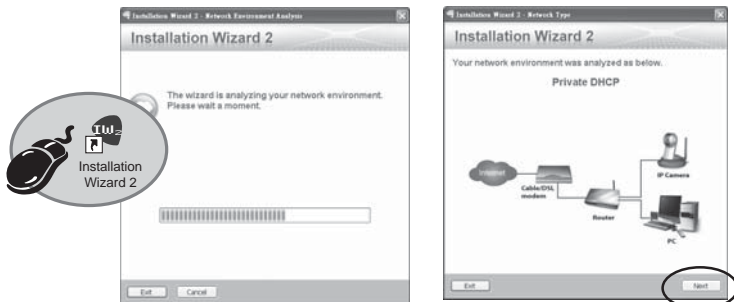 Installation Wizard 2 - Network Environment Analysis
Installation Wizard 2
The wizard is analyzing your network environment.
Please wait a moment.
Exit
Cancel
IW2
Installation
Wizard 2
Installation Wizard 2 - Network Type
Installation Wizard 2
Your network environment was analyzed as below.
Private DHCP
Internet
Cable/DSL
modem
Router
IP Camera
PC
Exit
Next